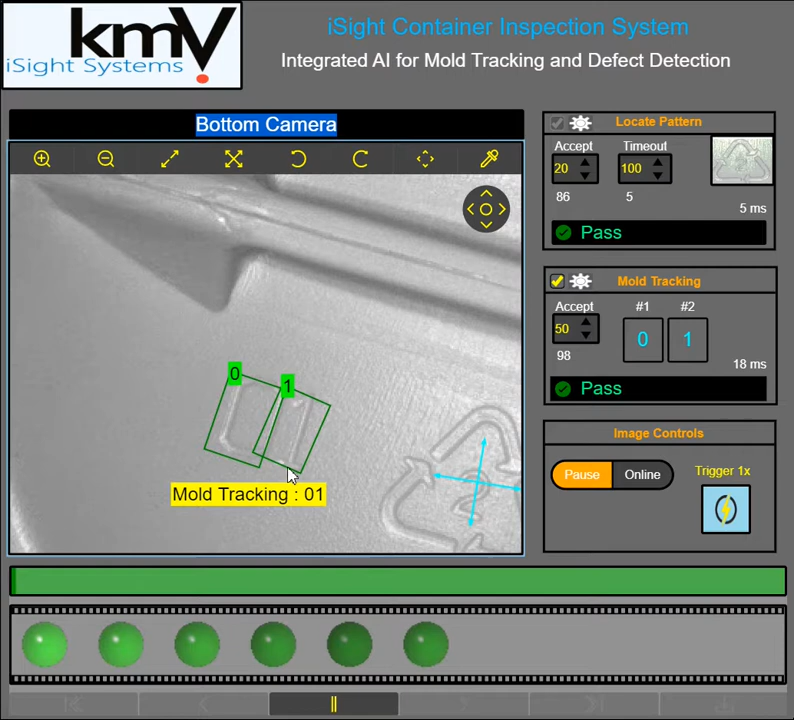 kmV
iSight Systems
iSight Container Inspection System
Integrated AI for Mold Tracking and Defect Detection
Bottom Camera
0
1
Mold Tracking : 01
Locate Pattern
Accept
Timeout
20
100
86
5
5 ms
Pass
Mold Tracking
Accept
#1
#2
50
0
1
98
18 ms
Pass
Image Controls
Pause
Online
Trigger 1x